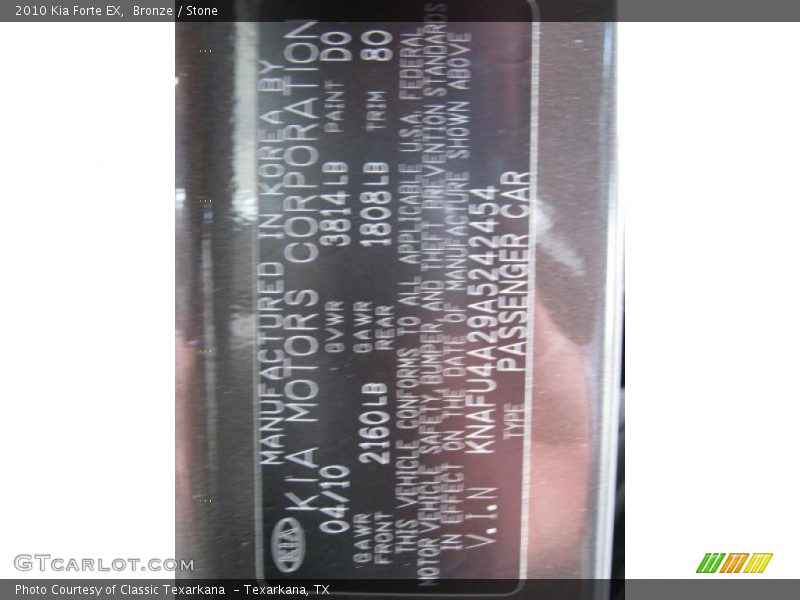 2010 Kia Forte EX, Bronze / Stone
MANUFACTURED IN KOREA BY
KIA KIA MOTORS CORPORATION
04/10 GVWR 3814LB PAINT D0
GAWR FRONT 2160LB GAWR REAR 1808LB TRIM 80
THIS VEHICLE CONFORMS TO ALL APPLICABLE U.S.A. FEDERAL
MOTOR VEHICLE SAFETY, BUMPER, AND THEFT PREVENTION STANDARDS
IN EFFECT ON THE DATE OF MANUFACTURE SHOWN ABOVE
V.I.N KNAFU4A29A5242454
TYPE PASSENGER CAR
GTCarLot.com
Photo Courtesy of Classic Texarkana - Texarkana, TX